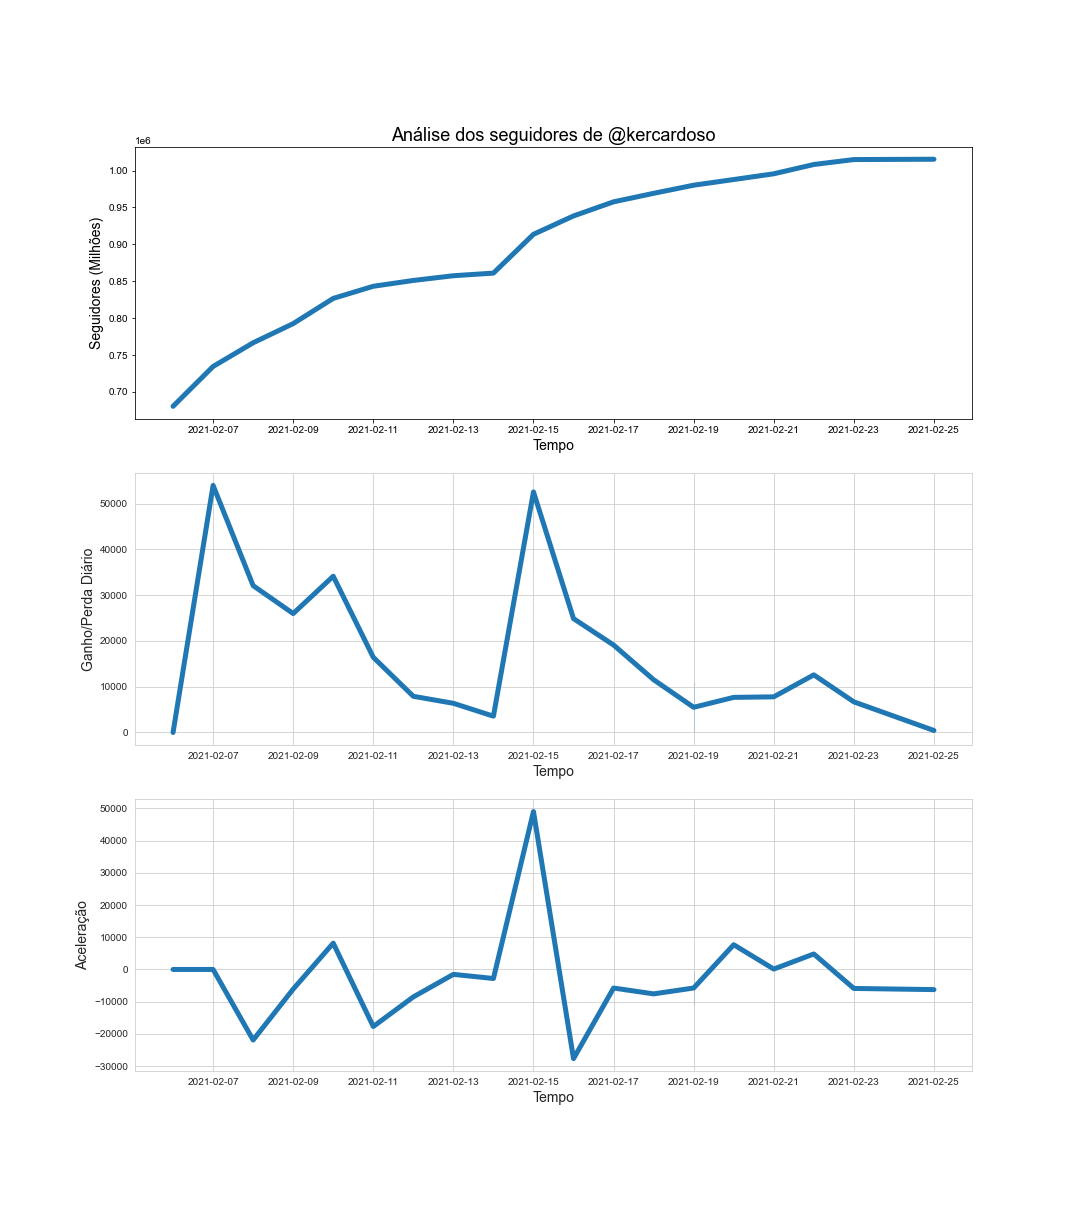 Análise dos seguidores de @kercardoso
1e6
1.00
0.95
0.90
0.85
0.80
0.75
0.70
Seguidores (Milhões)
2021-02-07 2021-02-09 2021-02-11 2021-02-13 2021-02-15 2021-02-17 2021-02-19 2021-02-21 2021-02-23 2021-02-25
Tempo
50000
40000
30000
20000
10000
0
Ganho/Perda Diário
2021-02-07 2021-02-09 2021-02-11 2021-02-13 2021-02-15 2021-02-17 2021-02-19 2021-02-21 2021-02-23 2021-02-25
Tempo
50000
40000
30000
20000
10000
0
−10000
−20000
−30000
Aceleração
2021-02-07 2021-02-09 2021-02-11 2021-02-13 2021-02-15 2021-02-17 2021-02-19 2021-02-21 2021-02-23 2021-02-25
Tempo